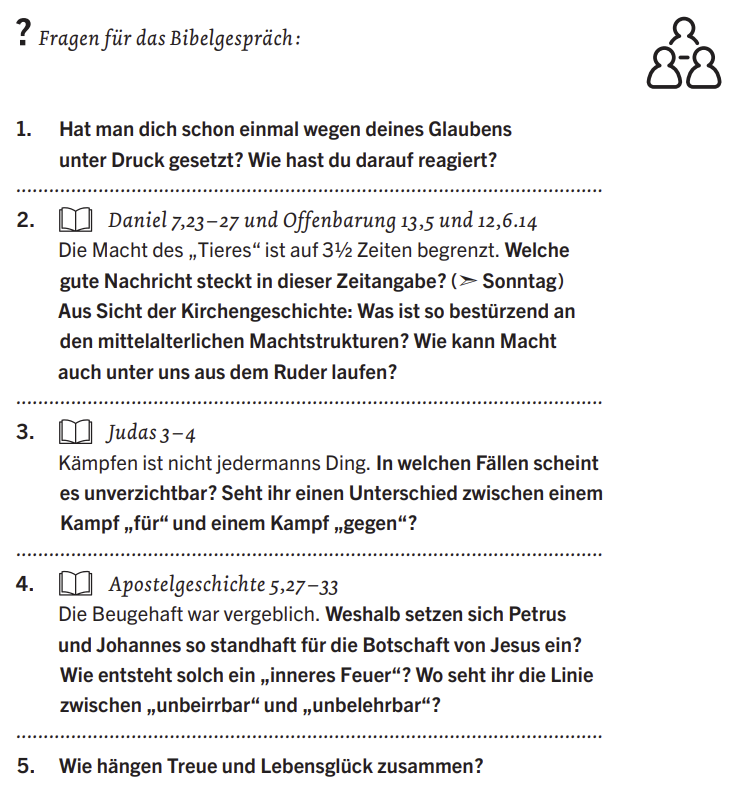 ? Fragen für das Bibelgespräch:
1. Hat man dich schon einmal wegen deines Glaubens
unter Druck gesetzt? Wie hast du darauf reagiert?
2. Daniel 7,23–27 und Offenbarung 13,5 und 12,6.14
Die Macht des „Tieres“ ist auf 3½ Zeiten begrenzt. Welche
gute Nachricht steckt in dieser Zeitangabe? (➣ Sonntag)
Aus Sicht der Kirchengeschichte: Was ist so bestürzend an
den mittelalterlichen Machtstrukturen? Wie kann Macht
auch unter uns aus dem Ruder laufen?
3. Judas 3–4
Kämpfen ist nicht jedermanns Ding. In welchen Fällen scheint
es unverzichtbar? Seht ihr einen Unterschied zwischen einem
Kampf „für“ und einem Kampf „gegen“?
4. Apostelgeschichte 5,27–33
Die Beugehaft war vergeblich. Weshalb setzen sich Petrus
und Johannes so standhaft für die Botschaft von Jesus ein?
Wie entsteht solch ein „inneres Feuer“? Wo seht ihr die Linie
zwischen „unbeirrbar“ und „unbelehrbar“?
5. Wie hängen Treue und Lebensglück zusammen?